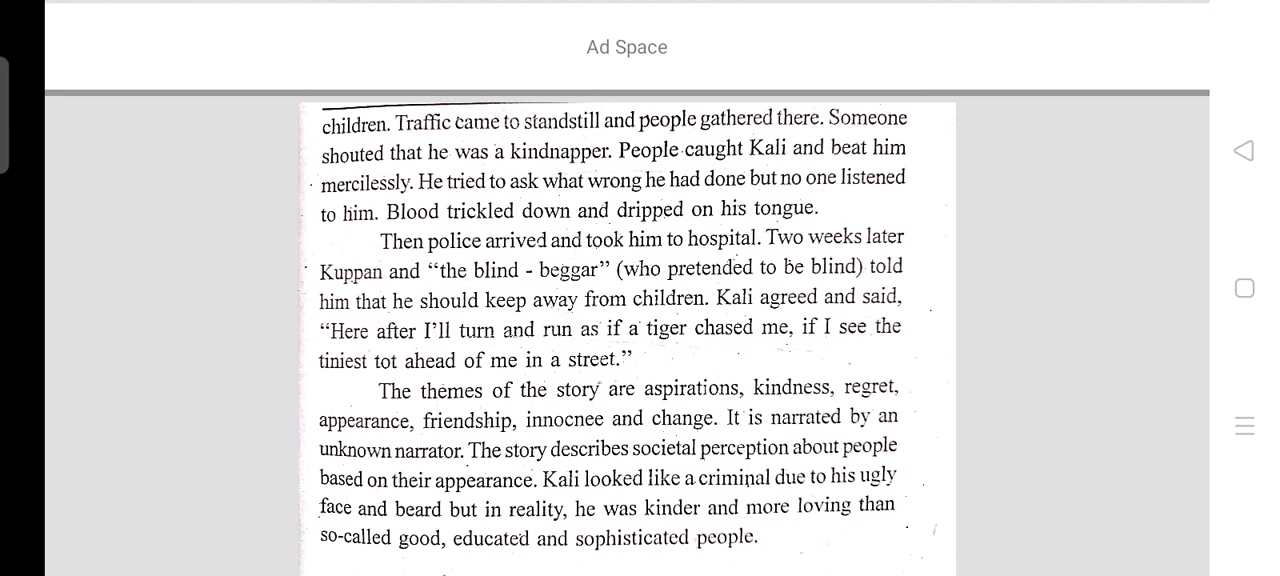 Ad Space
children. Traffic came to standstill and people gathered there. Someone
shouted that he was a kindnapper. People caught Kali and beat him
mercilessly. He tried to ask what wrong he had done but no one listened
to him. Blood trickled down and dripped on his tongue.
Then police arrived and took him to hospital. Two weeks later
Kuppan and “the blind - beggar” (who pretended to be blind) told
him that he should keep away from children. Kali agreed and said,
“Here after I’ll turn and run as if a tiger chased me, if I see the
tiniest tot ahead of me in a street.”
The themes of the story are aspirations, kindness, regret,
appearance, friendship, innocnee and change. It is narrated by an
unknown narrator. The story describes societal perception about people
based on their appearance. Kali looked like a criminal due to his ugly
face and beard but in reality, he was kinder and more loving than
so-called good, educated and sophisticated people.